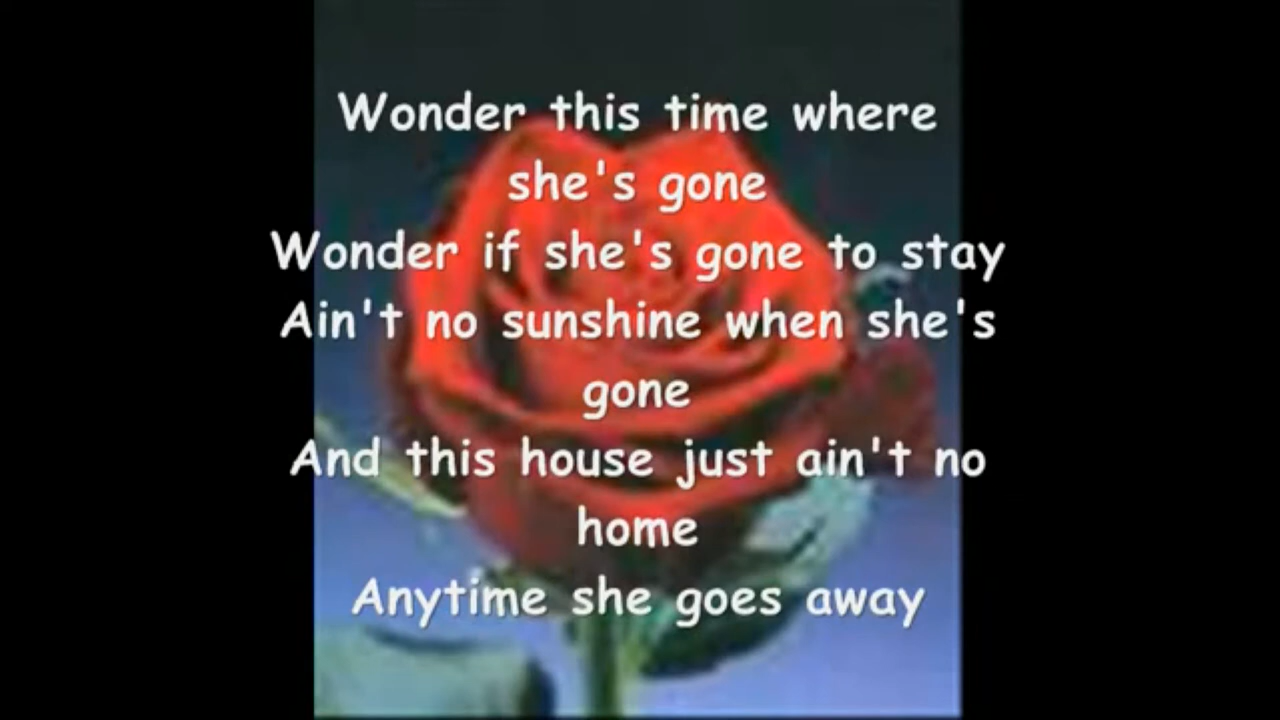 Wonder this time where
she's gone
Wonder if she's gone to stay
Ain't no sunshine when she's
gone
And this house just ain't no
home
Anytime she goes away